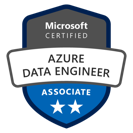 Microsoft
CERTIFIED
AZURE
DATA ENGINEER
ASSOCIATE